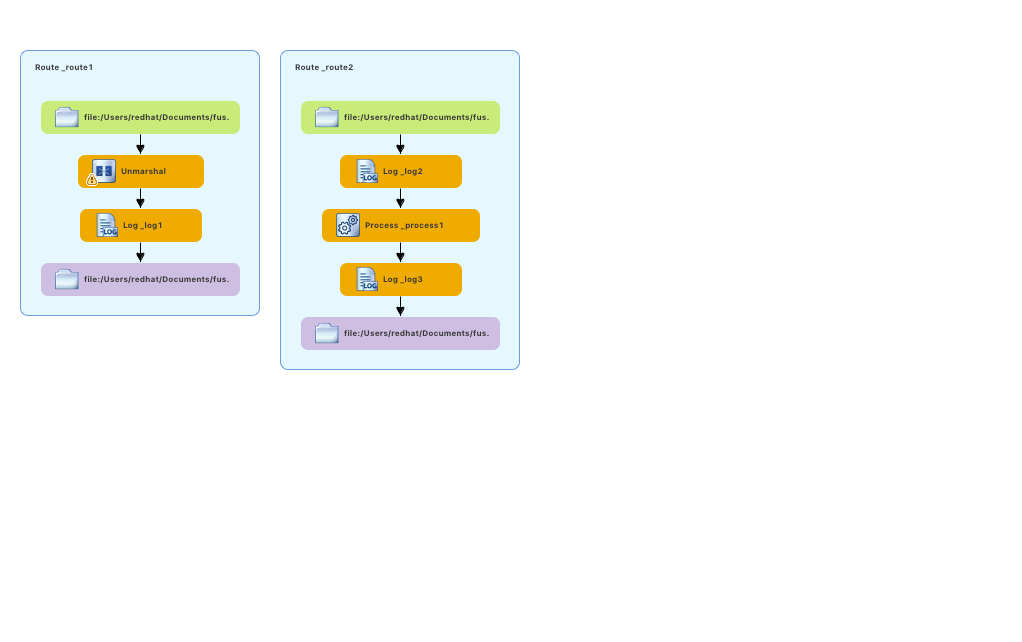 Route _route1
file:/Users/redhat/Documents/fus.
Unmarshal
LOG
Log _log1
file:/Users/redhat/Documents/fus.
Route _route2
file:/Users/redhat/Documents/fus.
LOG
Log _log2
Process _process1
LOG
Log _log3
file:/Users/redhat/Documents/fus.